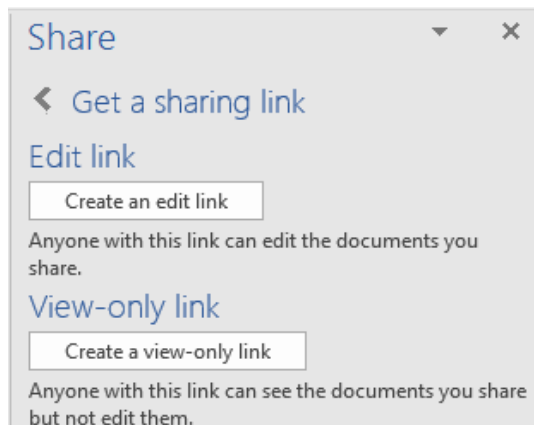 Share
Get a sharing link
Edit link
Create an edit link
Anyone with this link can edit the documents you
share.
View-only link
Create a view-only link
Anyone with this link can see the documents you share
but not edit them.